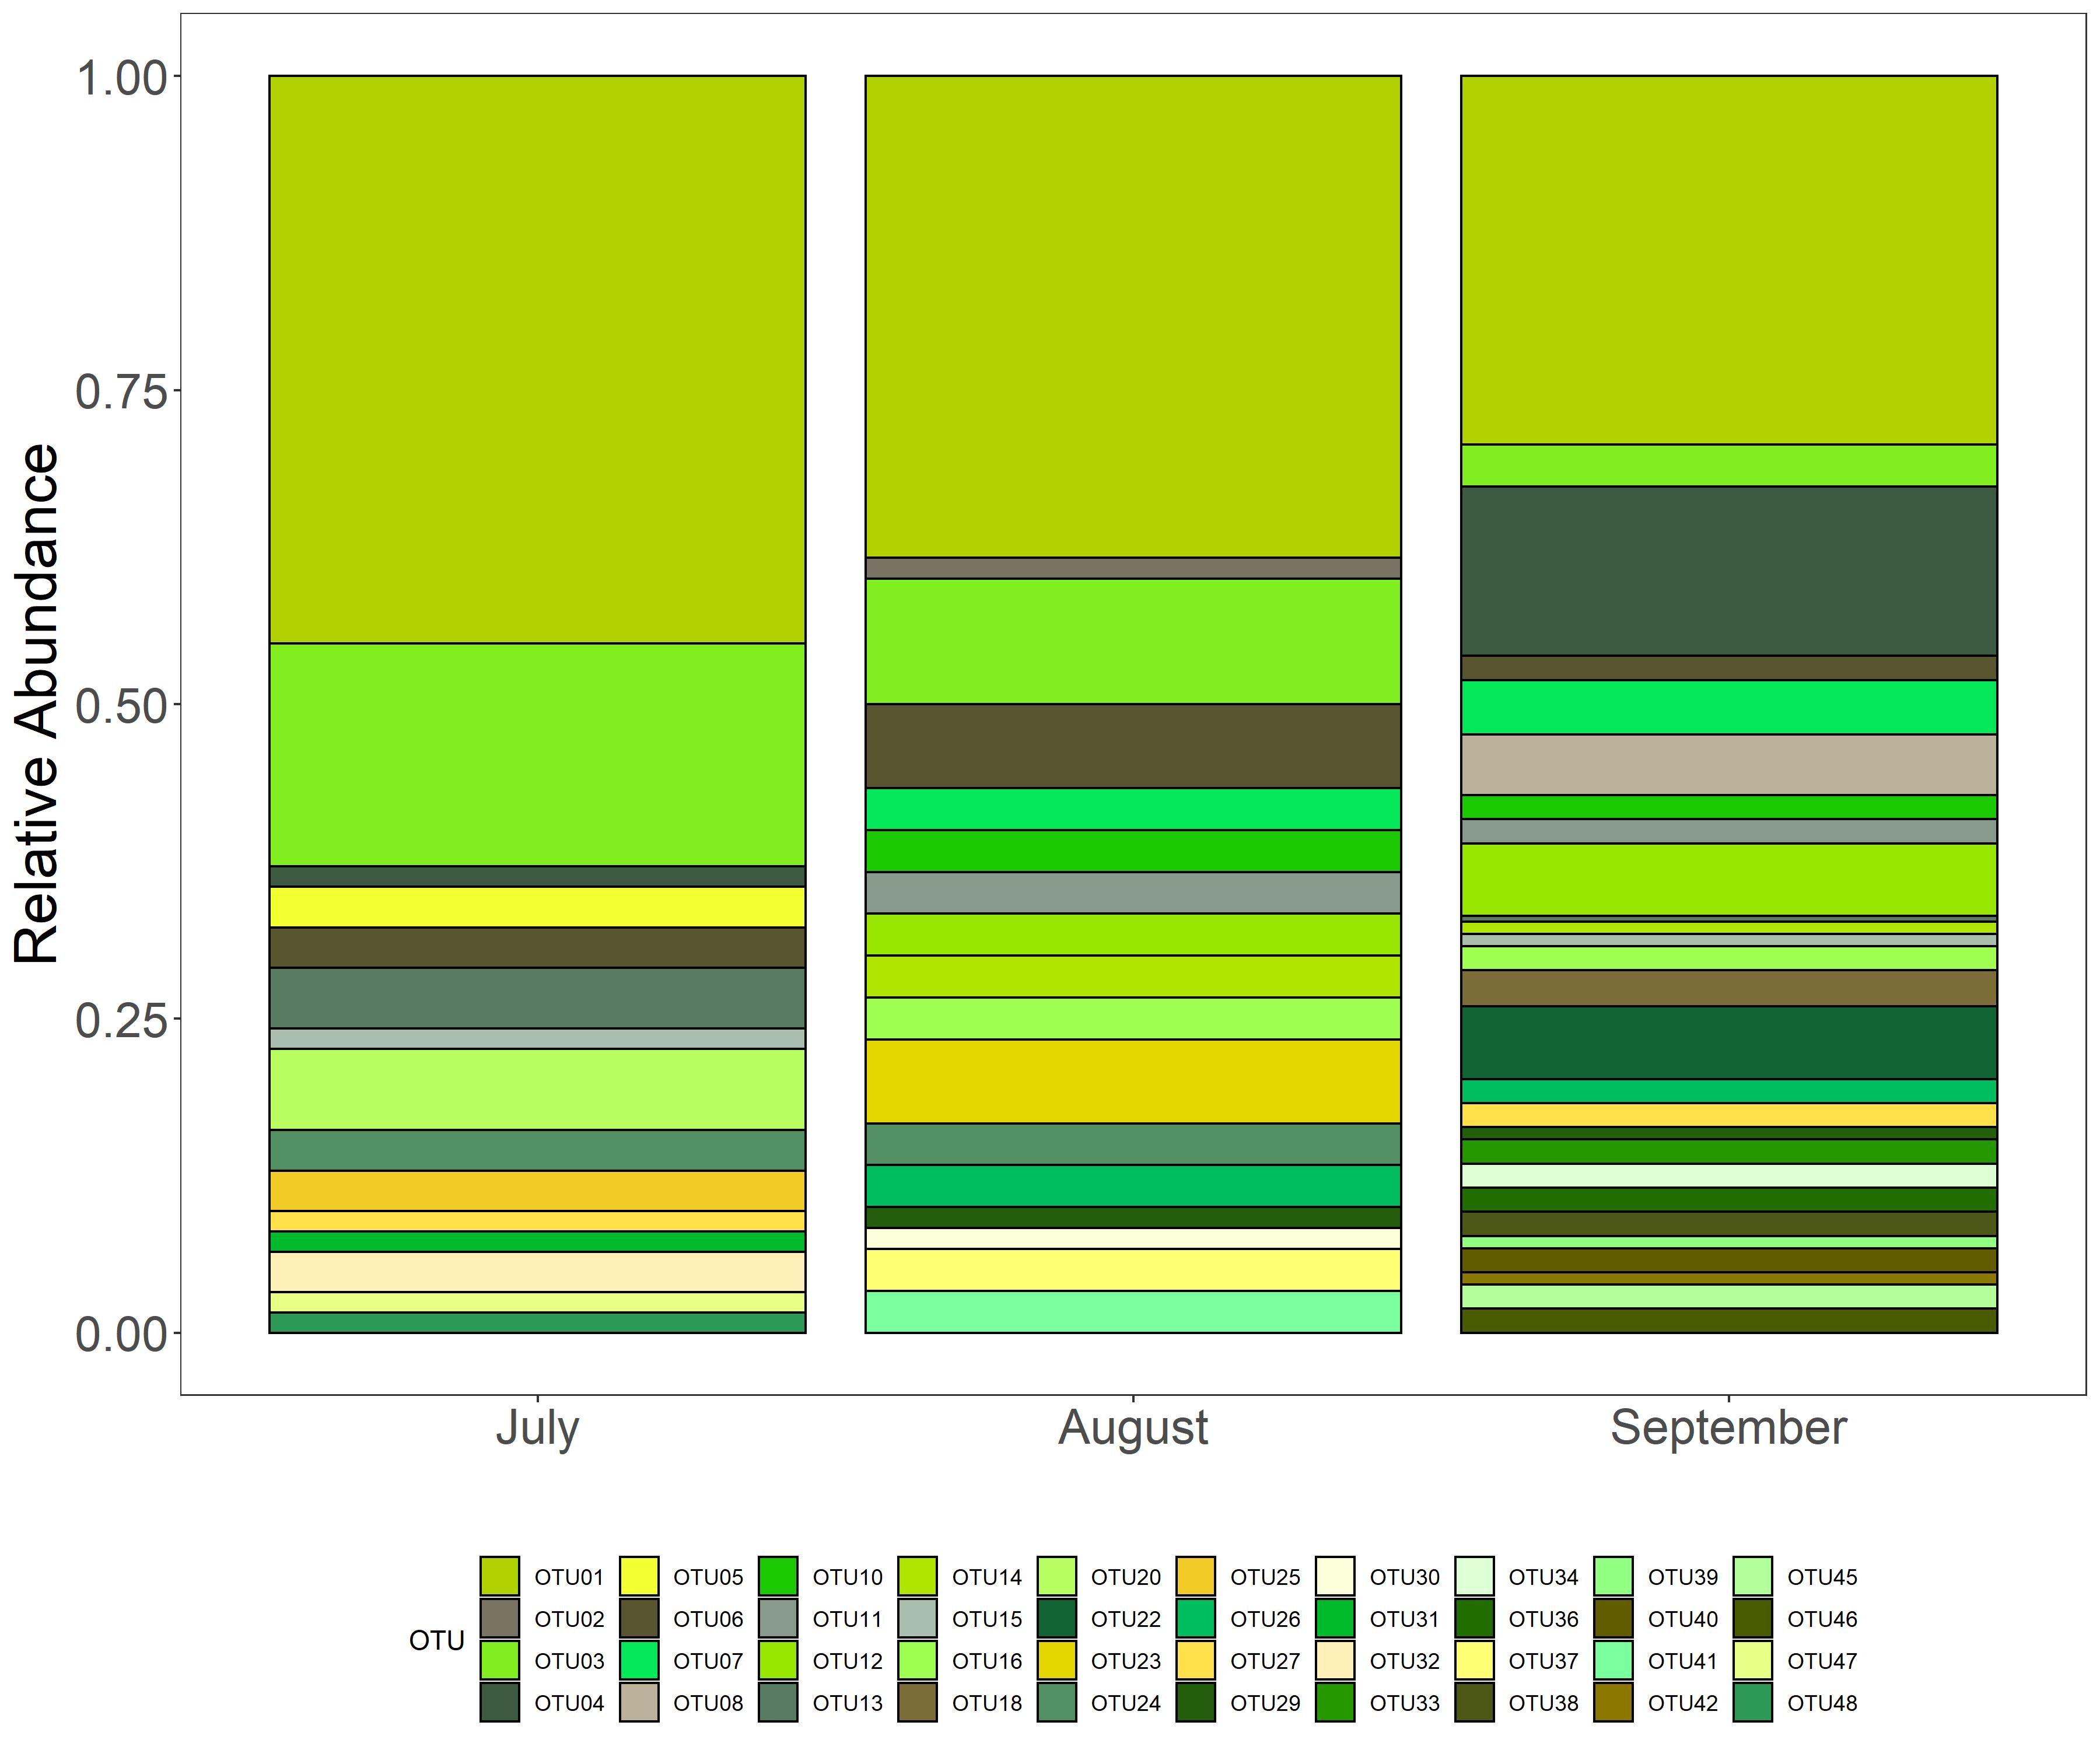 Relative Abundance
1.00
0.75
0.50
0.25
0.00
July August September
OTU
OTU01 OTU05 OTU10 OTU14 OTU20 OTU25 OTU30 OTU34 OTU39 OTU45
OTU02 OTU06 OTU11 OTU15 OTU22 OTU26 OTU31 OTU36 OTU40 OTU46
OTU03 OTU07 OTU12 OTU16 OTU23 OTU27 OTU32 OTU37 OTU41 OTU47
OTU04 OTU08 OTU13 OTU18 OTU24 OTU29 OTU33 OTU38 OTU42 OTU48